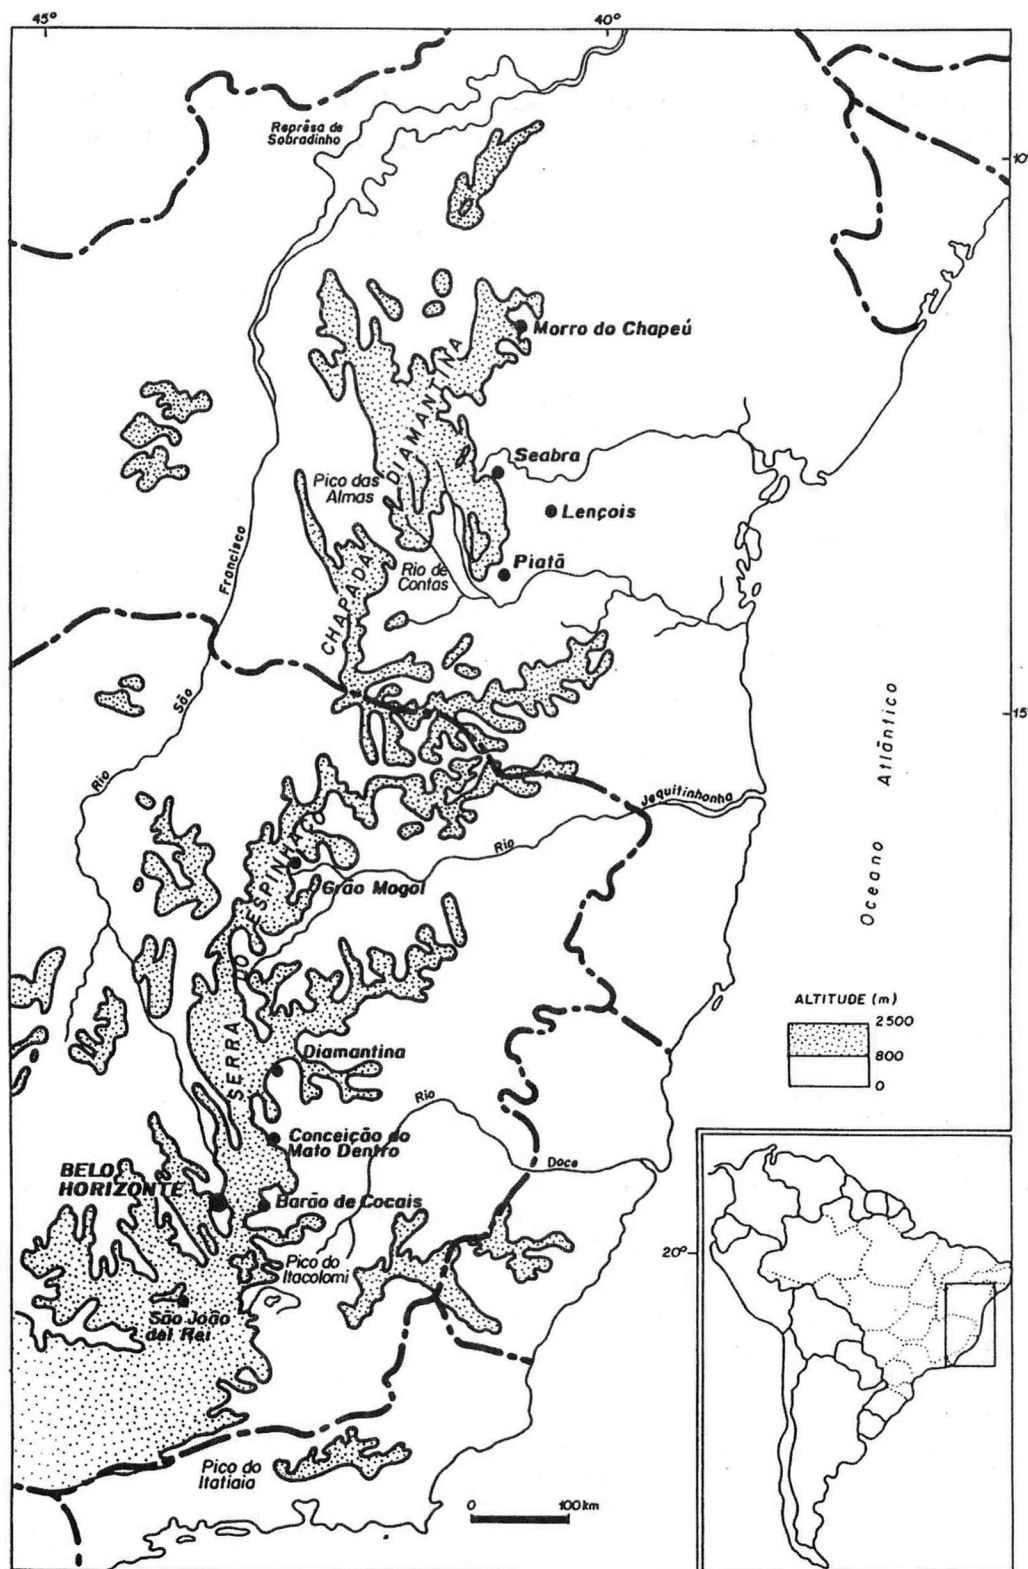 45°
40°
Reprêsa de
Sobradinho
10°
Morro do Chapeú
DIAMANTINA
Seabra
Pico das
Almas
Lençois
Francisco
Rio de
Contas
Piatã
CHAPADA
São
15°
Rio
Oceano Atlântico
Jequitinhonha
Rio
ESPINHAÇO
Grão Mogol
DO
ALTITUDE (m)
2500
800
0
SERRA
Diamantina
Rio
Conceição do
Mato Dentro
Doce
BELO
HORIZONTE
Barão de Cocais
20°
Pico do
Itacolomi
São João
del Rei
Pico do
Itatiaia
0
100km